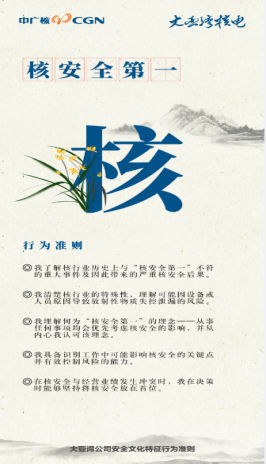 中广核 CGN
大亚湾核电
核安全第一
核
行为准则
◎我了解核行业历史上与“核安全第一”不符
的重大事件及因此带来的严重核安全后果。
◎我清楚核行业的特殊性，理解可能因设备或
人员原因导致放射性物质失控泄漏的风险。
◎我理解何为“核安全第一”的理念——从事
任何事项均会优先考虑核安全的影响，并从
内心我认可该理念。
◎我具备识别工作中可能影响核安全的关键点
并有效控制风险的能力。
◎在核安全与经营业绩发生冲突时，我在决策
时能够坚持将核安全放在首位。
大亚湾公司安全文化特征行为准则